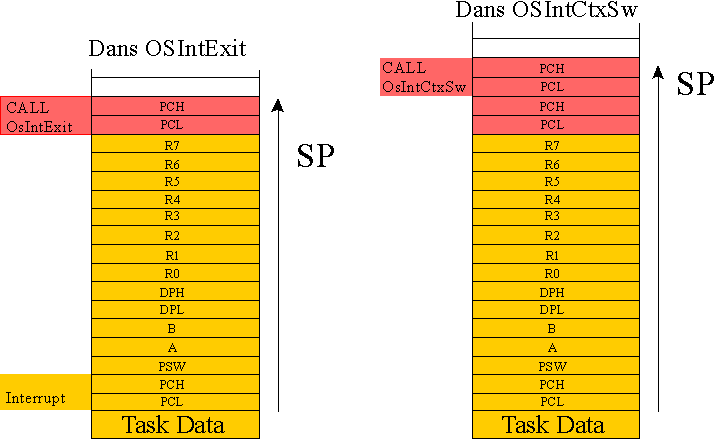 Dans OSIntExit
CALL
OsIntExit
PCH
PCL
R7
R6
R5
R4
R3
R2
R1
R0
DPH
DPL
B
A
PSW
Interrupt
PCH
PCL
Task Data
SP
Dans OSIntCtxSw
CALL
OsIntCtxSw
PCH
PCL
PCH
PCL
R7
R6
R5
R4
R3
R2
R1
R0
DPH
DPL
B
A
PSW
PCH
PCL
Task Data
SP